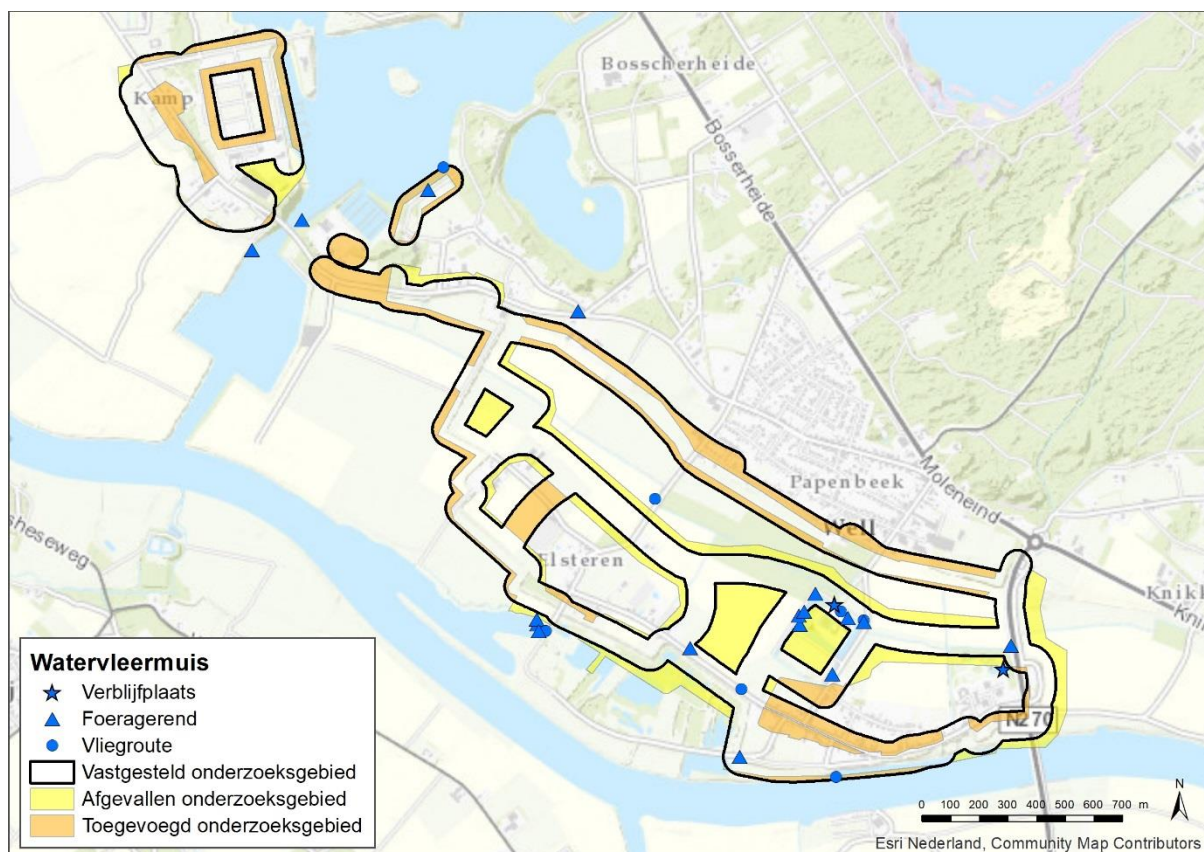 Bosscherheide
Kamp
Bosserheide
Papenbeek
Moleneind
Well
Elsteren
Knikk
Kni
sheseweg
N270
Watervleermuis
Verblijfplaats
Foeragerend
Vliegroute
Vastgesteld onderzoeksgebied
Afgevallen onderzoeksgebied
Toegevoegd onderzoeksgebied
N
0 100 200 300 400 500 600 700 m
Esri Nederland, Community Map Contributors